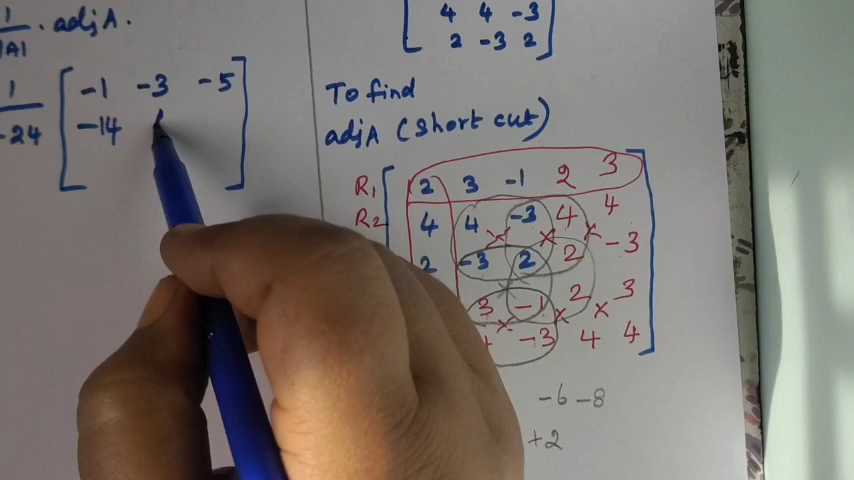 1/|A| . adjA.
1/-24 [ -1 -3 -5
-14 ]
[ 4 4 -3
2 -3 2 ]
To find
adjA (Short cut)
R1 [ 2 3 -1 2 3
R2 4 4 -3 4 4
2 -3 2 2 -3
3 -1 2 3
-3 4 4 ]
-6 -8
+2